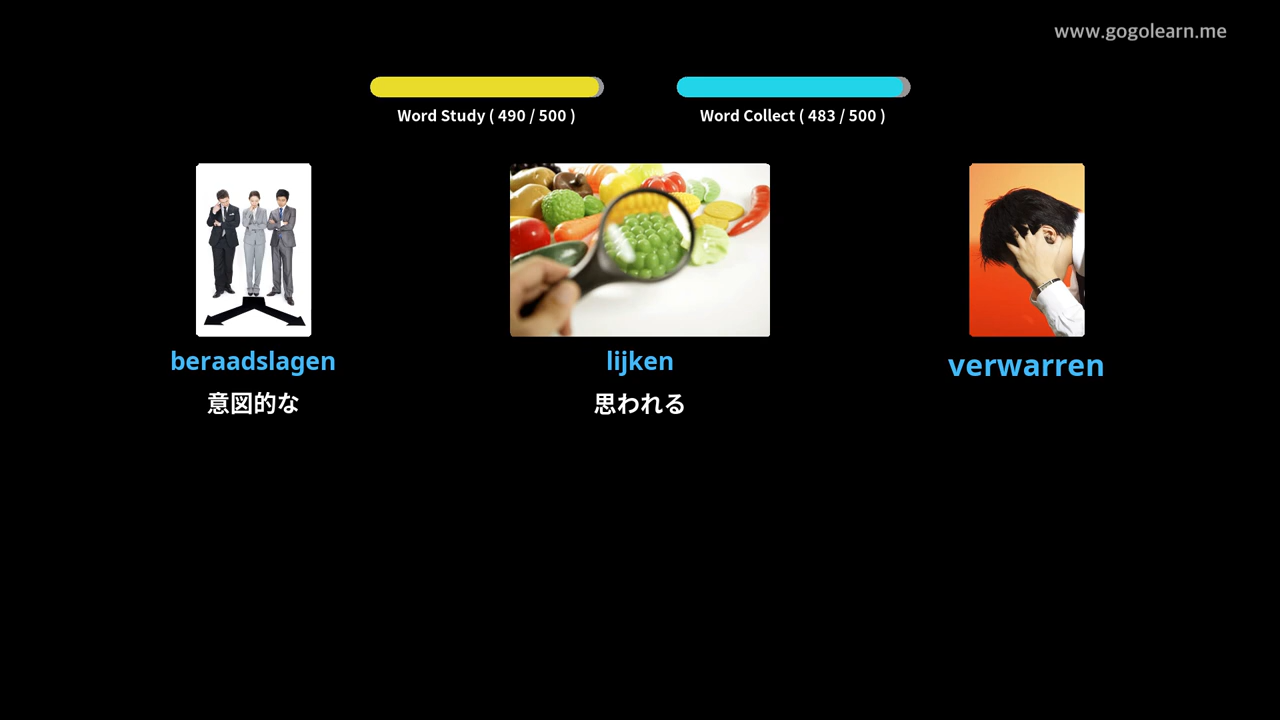 www.gogolearn.me
Word Study ( 490 / 500 )
Word Collect ( 483 / 500 )
beraadslagen
意図的な
lijken
思われる
verwarren